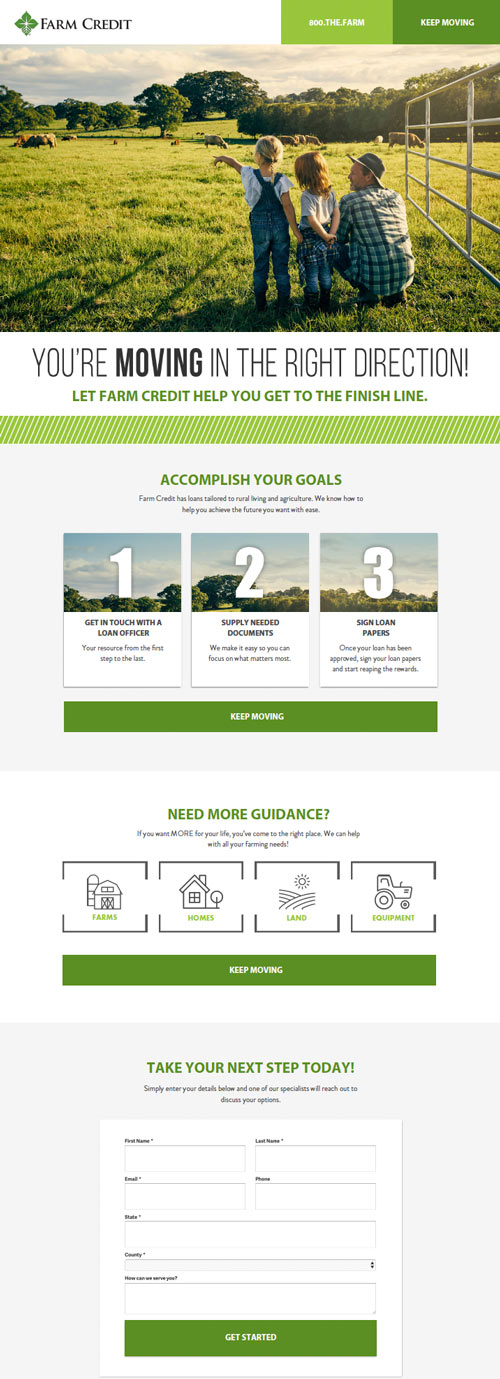 FARM CREDIT
800.THE.FARM
KEEP MOVING
YOU'RE MOVING IN THE RIGHT DIRECTION!
LET FARM CREDIT HELP YOU GET TO THE FINISH LINE.
ACCOMPLISH YOUR GOALS
Farm Credit has loans tailored to rural living and agriculture. We know how to
help you achieve the future you want with ease.
1
GET IN TOUCH WITH A
LOAN OFFICER
Your resource from the first
step to the last.
2
SUPPLY NEEDED
DOCUMENTS
We make it easy so you can
focus on what matters most.
3
SIGN LOAN
PAPERS
Once your loan has been
approved, sign your loan papers
and start reaping the rewards.
KEEP MOVING
NEED MORE GUIDANCE?
If you want MORE for your life, you've come to the right place. We can help
with all your farming needs!
FARMS
HOMES
LAND
EQUIPMENT
KEEP MOVING
TAKE YOUR NEXT STEP TODAY!
Simply enter your details below and one of our specialists will reach out to
discuss your options.
First Name *
Last Name *
Email *
Phone
State *
County *
How can we serve you?
GET STARTED